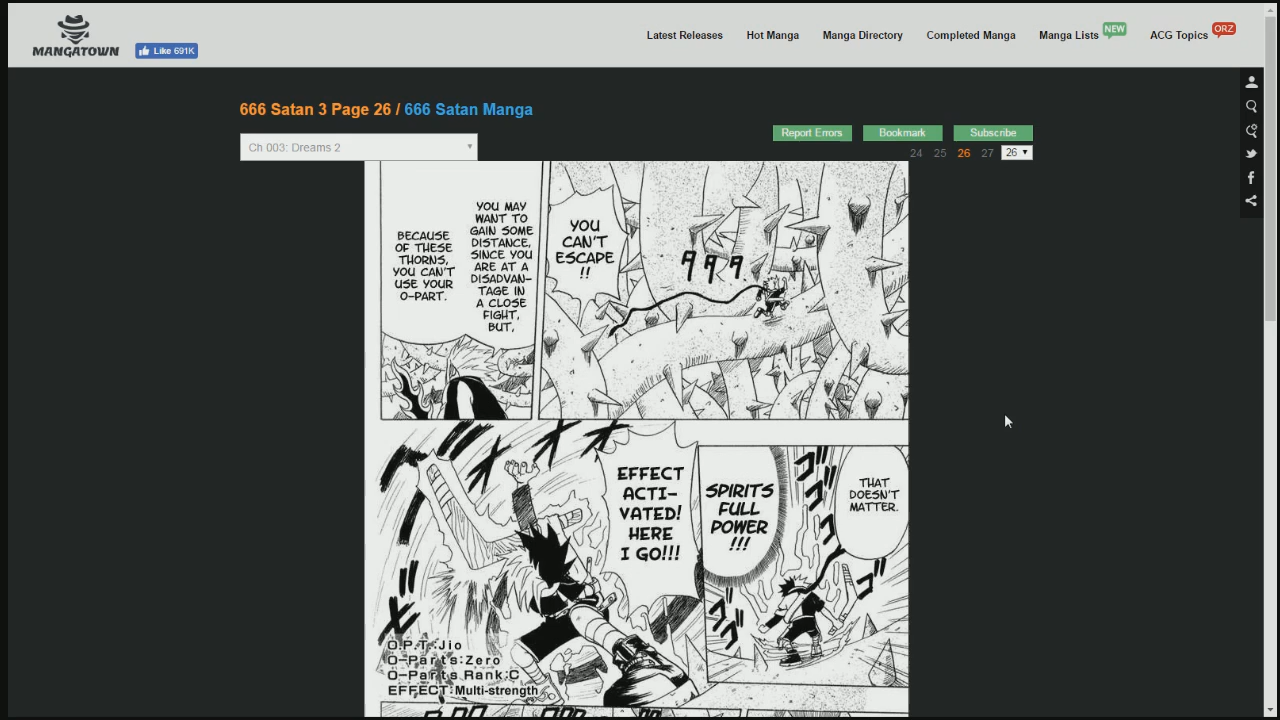 MANGATOWN
Like 691K
Latest Releases
Hot Manga
Manga Directory
Completed Manga
Manga Lists
NEW
ACG Topics
ORZ
666 Satan 3 Page 26 / 666 Satan Manga
Ch 003: Dreams 2
Report Errors
Bookmark
Subscribe
24 25 26 27 26
YOU
CAN'T
ESCAPE
!!
タタタ
YOU MAY
WANT TO
GAIN SOME
DISTANCE,
SINCE YOU
ARE AT A
DISADVAN-
TAGE IN
A CLOSE
FIGHT,
BUT,
BECAUSE
OF THESE
THORNS,
YOU CAN'T
USE YOUR
O-PART.
THAT
DOESN'T
MATTER.
SPIRITS
FULL
POWER
!!!
EFFECT
ACTI-
VATED!
HERE
I GO!!!
O.P.T:Jio
O-Parts:Zero
O-Parts Rank:C
EFFECT:Multi-strength